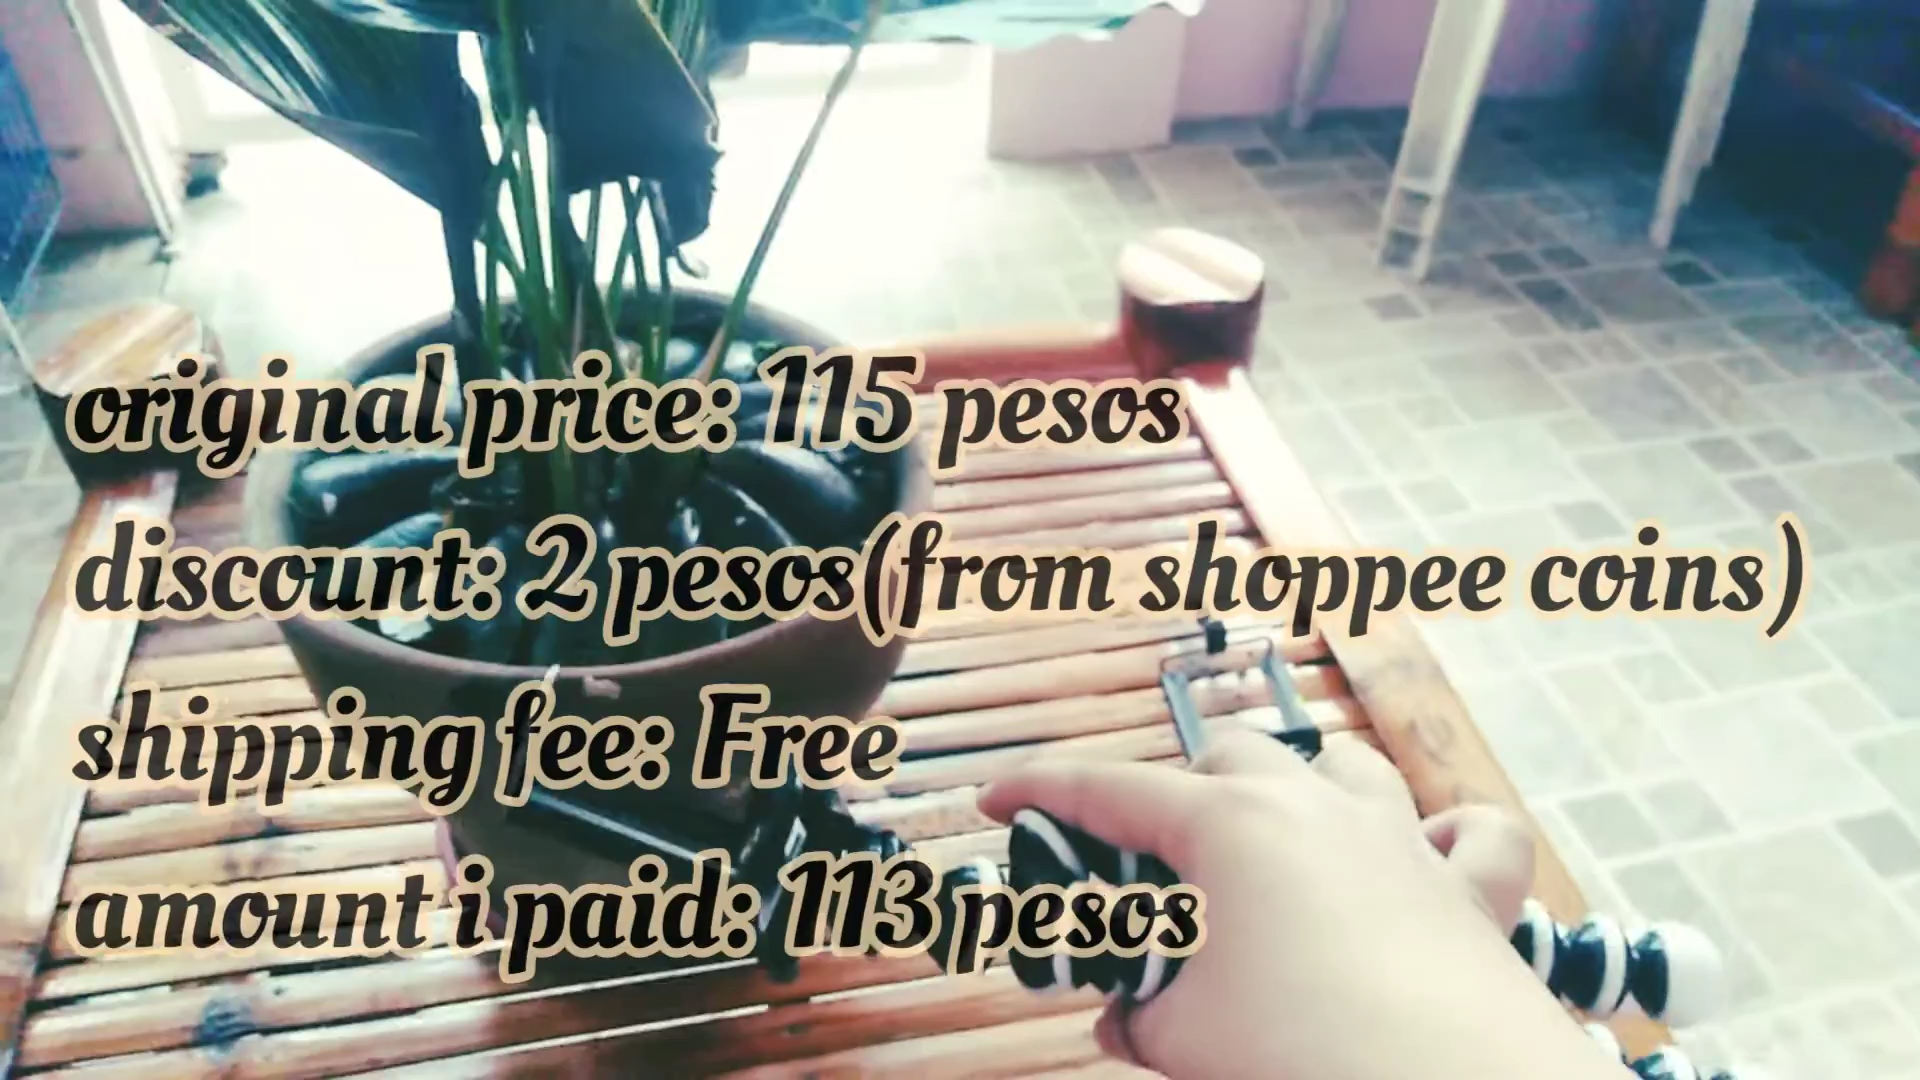 original price: 115 pesos
discount: 2 pesos(from shoppee coins)
shipping fee: Free
amount i paid: 113 pesos